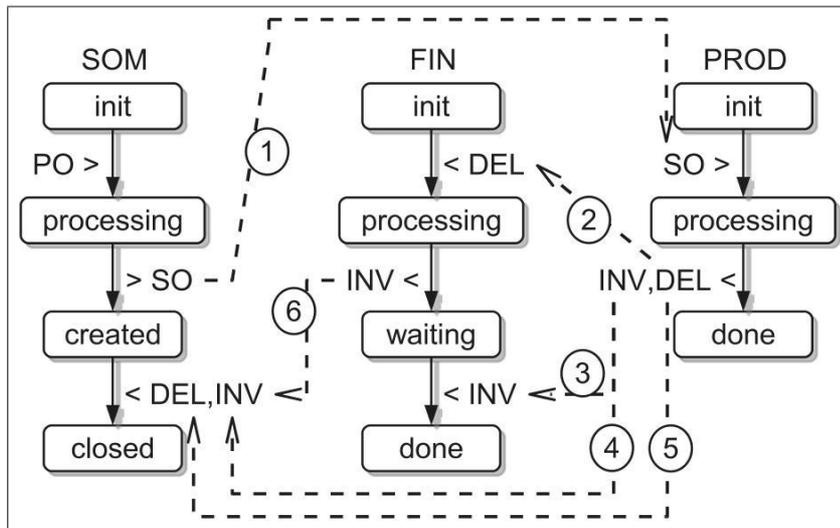 SOM FIN PROD
init init init
1
PO > < DEL SO >
2
processing processing processing
> SO INV < INV,DEL <
6
created waiting done
3
< DEL,INV < INV
closed done 4 5